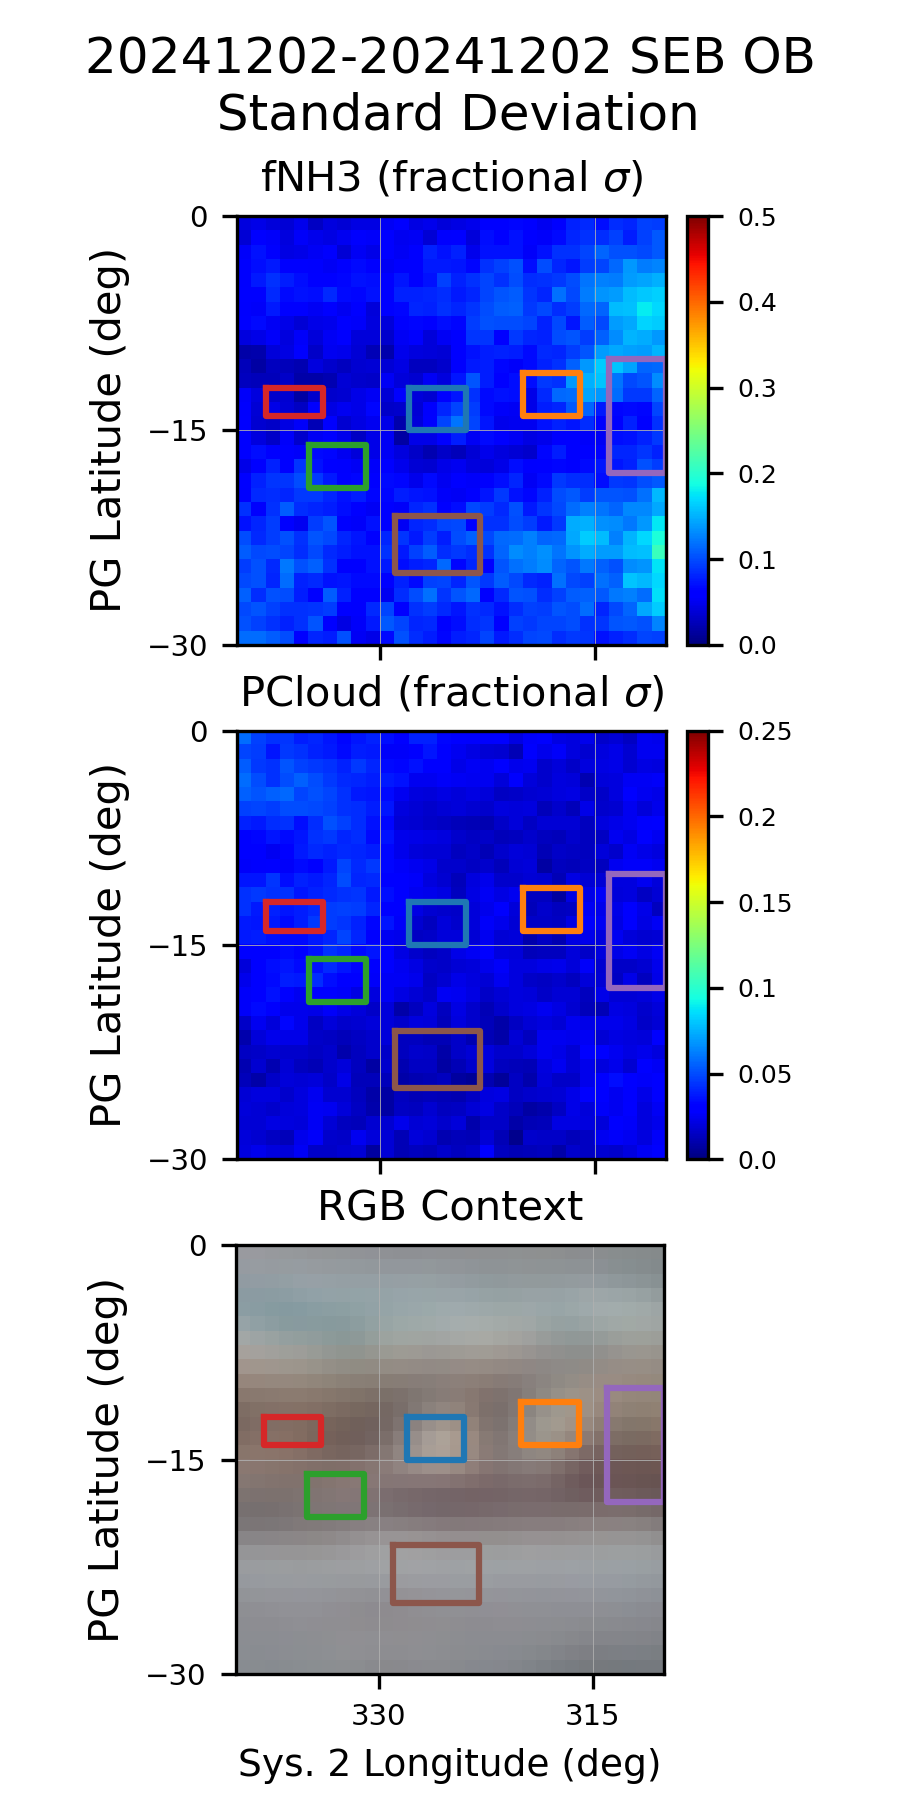 20241202-20241202 SEB OB
Standard Deviation
fNH3 (fractional σ)
PG Latitude (deg)
0
−15
−30
0.5
0.4
0.3
0.2
0.1
0.0
PCloud (fractional σ)
PG Latitude (deg)
0
−15
−30
0.25
0.2
0.15
0.1
0.05
0.0
RGB Context
PG Latitude (deg)
0
−15
−30
330 315
Sys. 2 Longitude (deg)